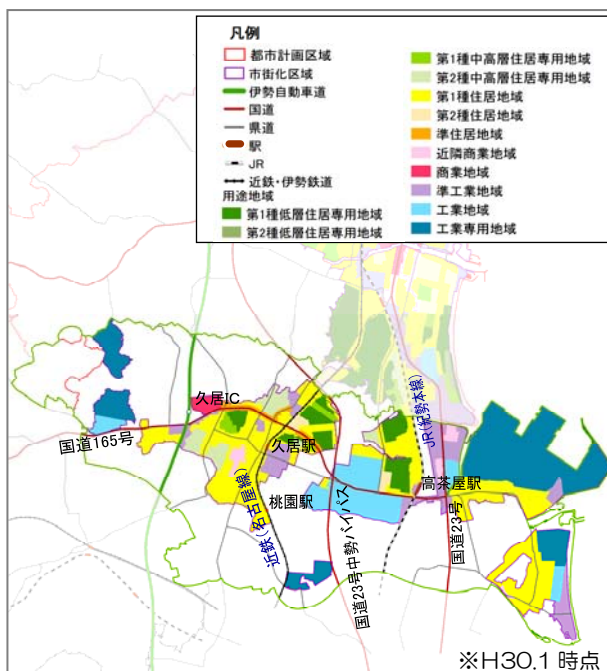 凡例
都市計画区域
市街化区域
伊勢自動車道
国道
県道
駅
JR
近鉄・伊勢鉄道
用途地域
第1種低層住居専用地域
第2種低層住居専用地域
第1種中高層住居専用地域
第2種中高層住居専用地域
第1種住居地域
第2種住居地域
準住居地域
近隣商業地域
商業地域
準工業地域
工業地域
工業専用地域
久居IC
国道165号
久居駅
JR(紀勢本線)
高茶屋駅
桃園駅
近鉄(名古屋線)
国道23号中勢バイパス
国道23号
※H30.1 時点